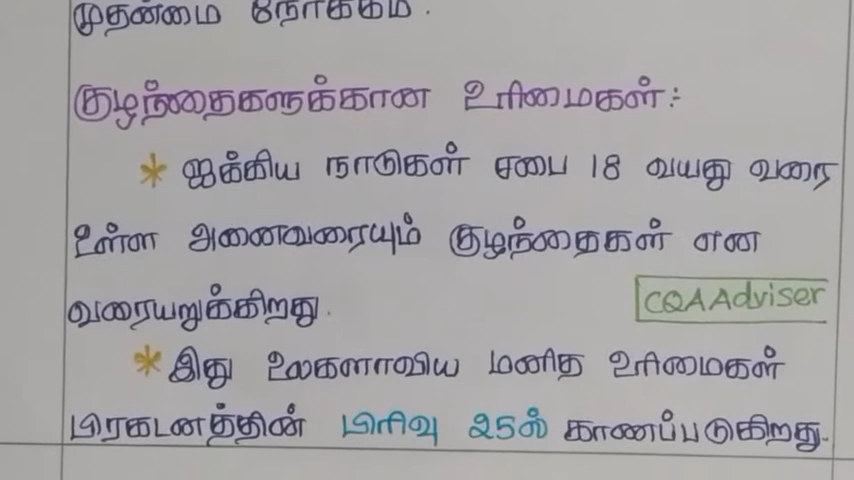 முதன்மை நோக்கம்.
குழந்தைகளுக்கான உரிமைகள்:
* ஐக்கிய நாடுகள் சபை 18 வயது வரை
உள்ள அனைவரையும் குழந்தைகள் என
வரையறுக்கிறது.
CQAAdviser
* இது உலகளாவிய மனித உரிமைகள்
பிரகடனத்தின் பிரிவு 25ல் காணப்படுகிறது.